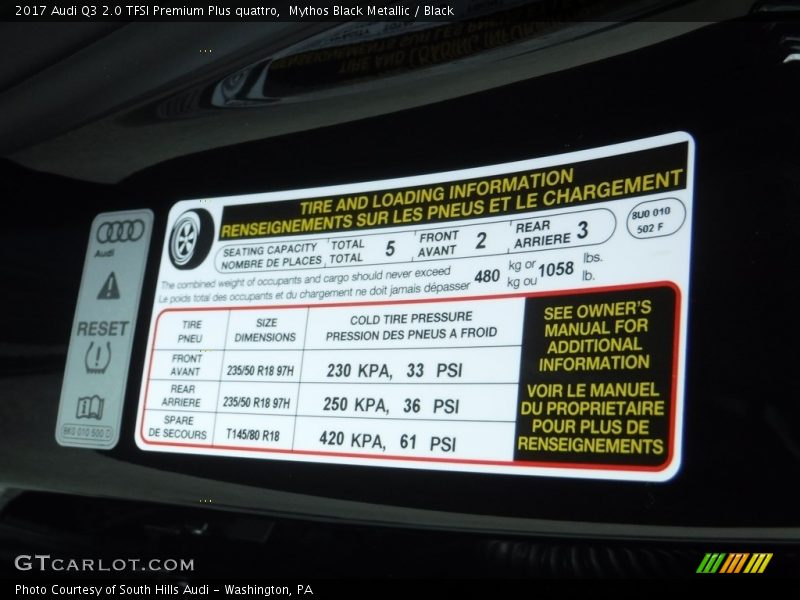 2017 Audi Q3 2.0 TFSI Premium Plus quattro,  Mythos Black Metallic / Black
TIRE AND LOADING INFORMATION
RENSEIGNEMENTS SUR LES PNEUS ET LE CHARGEMENT
SEATING CAPACITY TOTAL 5 FRONT 2 REAR 3
NOMBRE DE PLACES TOTAL AVANT ARRIERE
8U0 010
502 F
The combined weight of occupants and cargo should never exceed 480 kg or 1058 lbs.
Le poids total des occupants et du chargement ne doit jamais dépasser kg ou lb.
TIRE SIZE COLD TIRE PRESSURE
PNEU DIMENSIONS PRESSION DES PNEUS A FROID
FRONT
AVANT 235/50 R18 97H 230 KPA, 33 PSI
REAR
ARRIERE 235/50 R18 97H 250 KPA, 36 PSI
SPARE
DE SECOURS T145/80 R18 420 KPA, 61 PSI
SEE OWNER'S
MANUAL FOR
ADDITIONAL
INFORMATION
VOIR LE MANUEL
DU PROPRIETAIRE
POUR PLUS DE
RENSEIGNEMENTS
Audi
RESET
GTCARLOT.COM
Photo Courtesy of South Hills Audi - Washington, PA